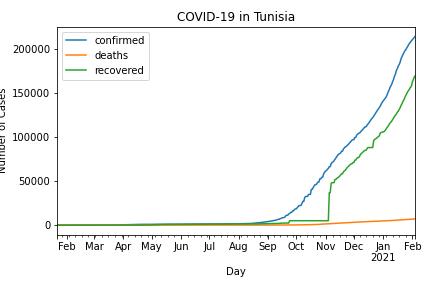 COVID-19 in Tunisia
confirmed
deaths
recovered
Number of Cases
200000
150000
100000
50000
0
Feb Mar Apr May Jun Jul Aug Sep Oct Nov Dec Jan Feb
2021
Day